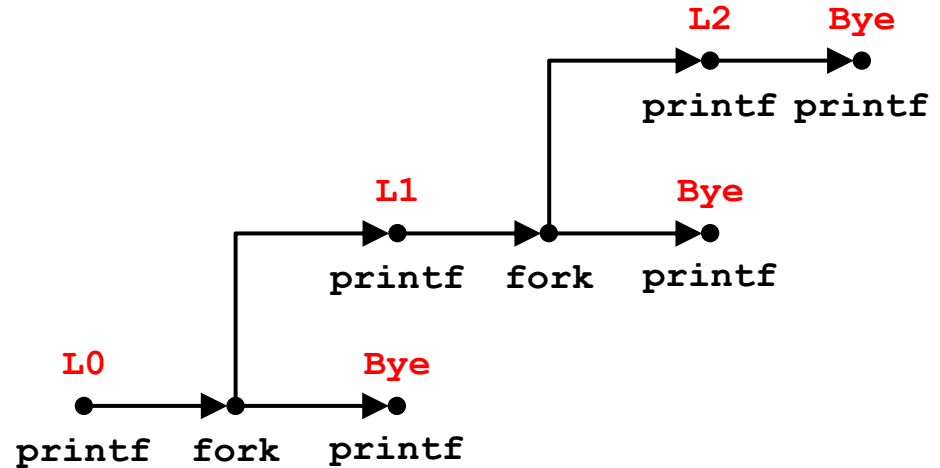 L2 Bye
printf printf
L1 Bye
printf fork printf
L0 Bye
printf fork printf